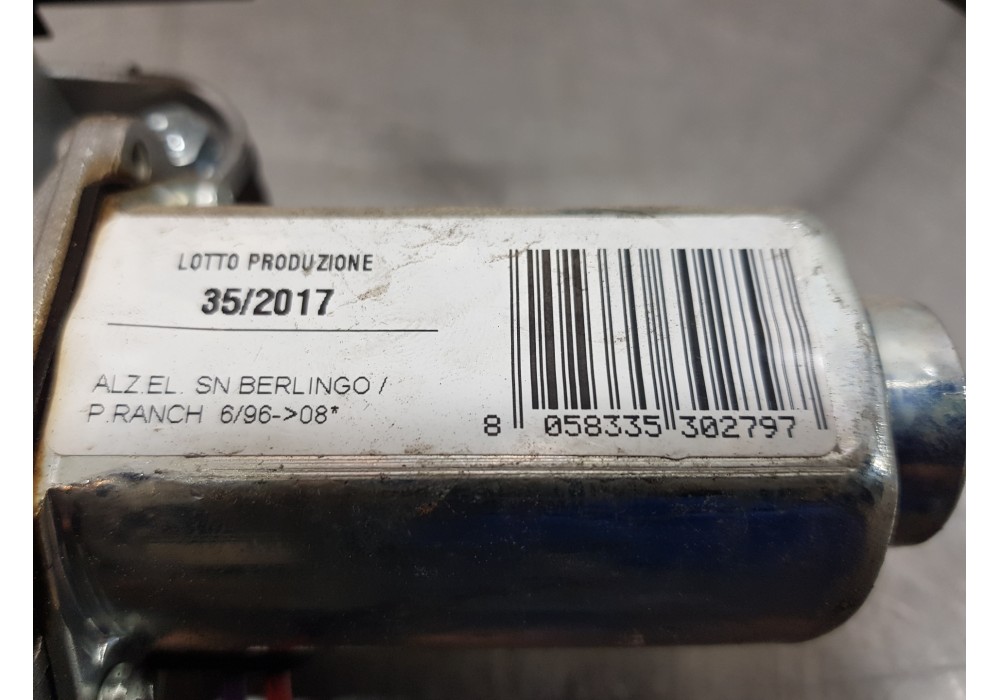 LOTTO PRODUZIONE
35/2017
ALZ.EL. SN BERLINGO /
P.RANCH 6/96->08*
8 058335 302797